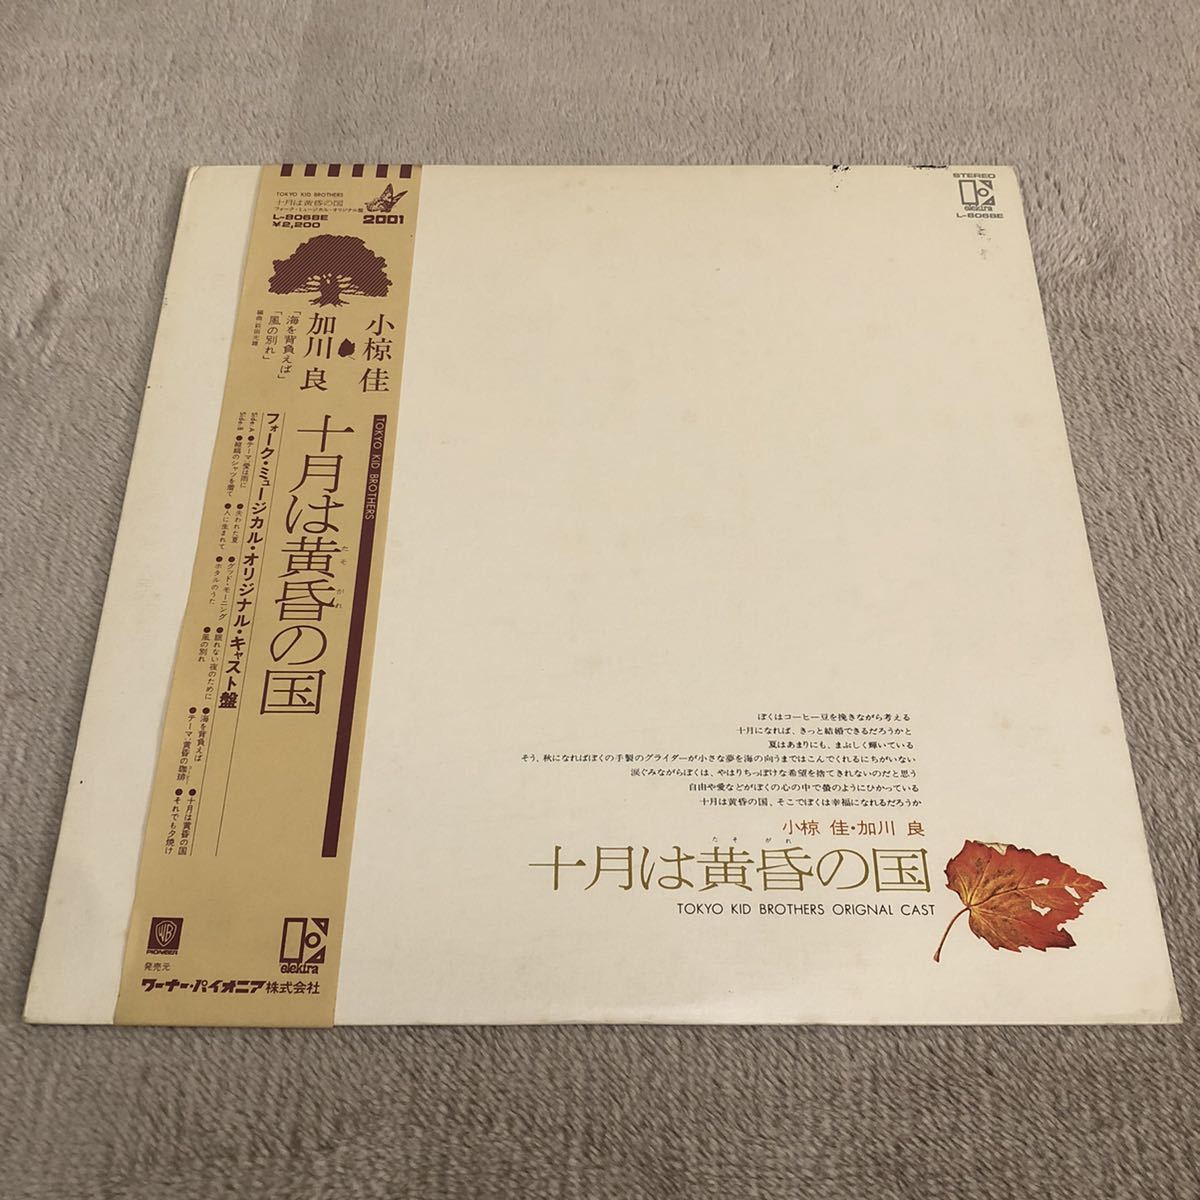 TOKYO KID BROTHERS
十月は黄昏の国
フォーク・ミュージカル・オリジナル盤
L-8068E
¥2,200
2001
小椋 佳
加川 良
「海を背負えば」
「風の別れ」
TOKYO KID BROTHERS
十月は黄昏の国
たそがれ
フォーク・ミュージカル・オリジナル・キャスト盤
Side.A
●テーマ・愛は雨に
●失われた夏
●グッド・モーニング
●眠れない夜のために
●海を背負えば
●十月は黄昏の国
Side.B
●縦縞のシャツを着て
●人に生まれて
●ホタルのうた
●風の別れ
●テーマ・黄昏の珈琲
●それでも夕焼け
WB
PIONEER
発売元
ワーナー・パイオニア株式会社
elektra
STEREO
elektra
L-8068E
ぼくはコーヒー豆を挽きながら考える
十月になれば、きっと結婚できるだろうかと
夏はあまりにも、まぶしく輝いている
そう、秋になればぼくの手製のグライダーが小さな夢を海の向うまではこんでくれるにちがいない
涙ぐみながらぼくは、やはりちっぽけな希望を捨てきれないのだと思う
自由や愛などがぼくの心の中で螢のようにひかっている
十月は黄昏の国、そこでぼくは幸福になれるだろうか
小椋 佳・加川 良
たそがれ
十月は黄昏の国
TOKYO KID BROTHERS ORIGNAL CAST